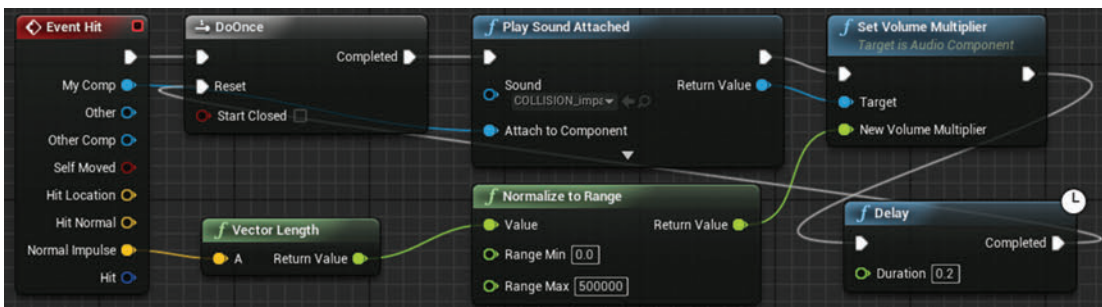 Event Hit
My Comp
Other
Other Comp
Self Moved
Hit Location
Hit Normal
Normal Impulse
Hit
DoOnce
Completed
Reset
Start Closed
f Vector Length
A
Return Value
f Play Sound Attached
Sound
COLLISION_impa
Return Value
Attach to Component
f Normalize to Range
Value
Return Value
Range Min 0.0
Range Max 500000
f Set Volume Multiplier
Target is Audio Component
Target
New Volume Multiplier
f Delay
Completed
Duration 0.2